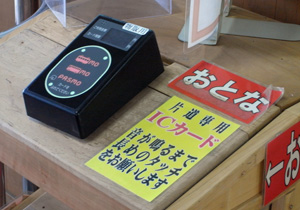 PASMO
おとな
片道専用
ICカード
音が鳴るまで
長めのタッチ
をお願いします